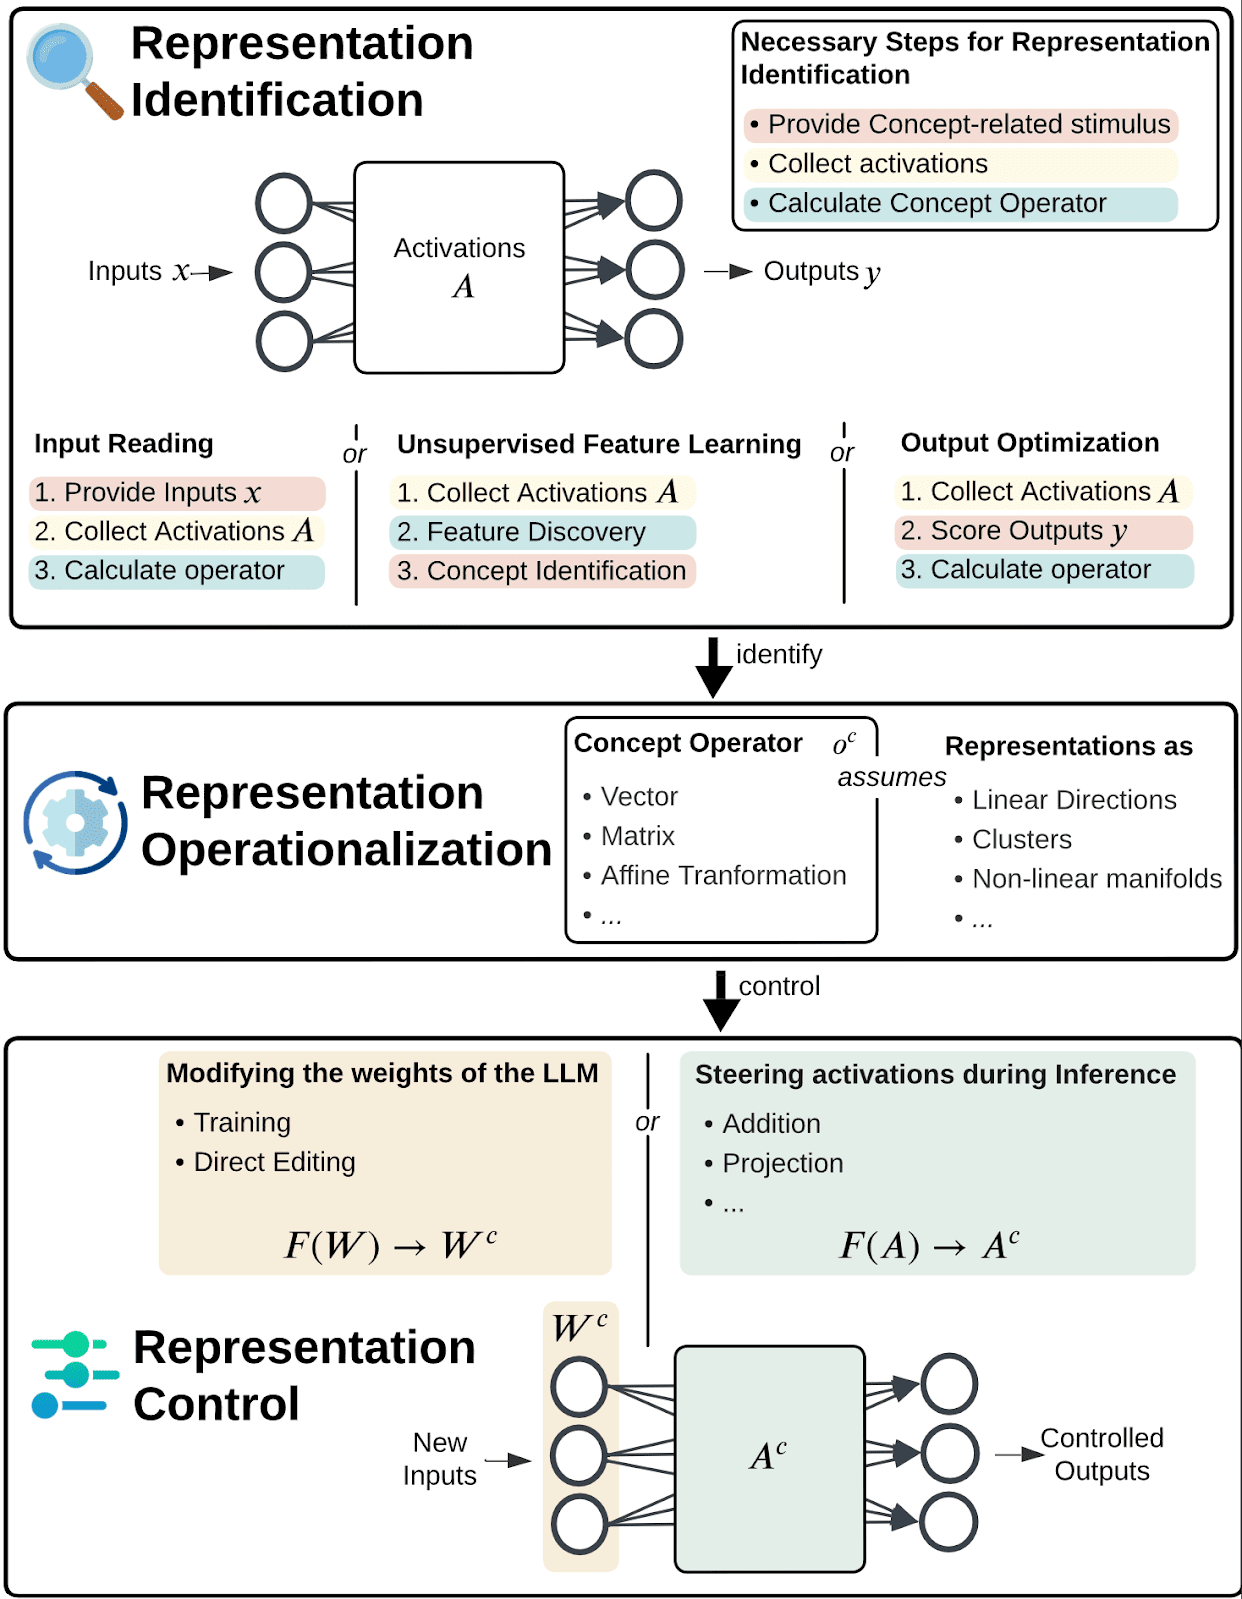 Representation
Identification
Necessary Steps for Representation
Identification
• Provide Concept-related stimulus
• Collect activations
• Calculate Concept Operator
Inputs x
Activations
A
Outputs y
Input Reading
1. Provide Inputs x
2. Collect Activations A
3. Calculate operator
or
Unsupervised Feature Learning
1. Collect Activations A
2. Feature Discovery
3. Concept Identification
or
Output Optimization
1. Collect Activations A
2. Score Outputs y
3. Calculate operator
identify
Representation
Operationalization
Concept Operator o^c
• Vector
• Matrix
• Affine Tranformation
• ...
assumes
Representations as
• Linear Directions
• Clusters
• Non-linear manifolds
• ...
control
Modifying the weights of the LLM
• Training
• Direct Editing
F(W) → W^c
or
Steering activations during Inference
• Addition
• Projection
• ...
F(A) → A^c
Representation
Control
W^c
New
Inputs
A^c
Controlled
Outputs